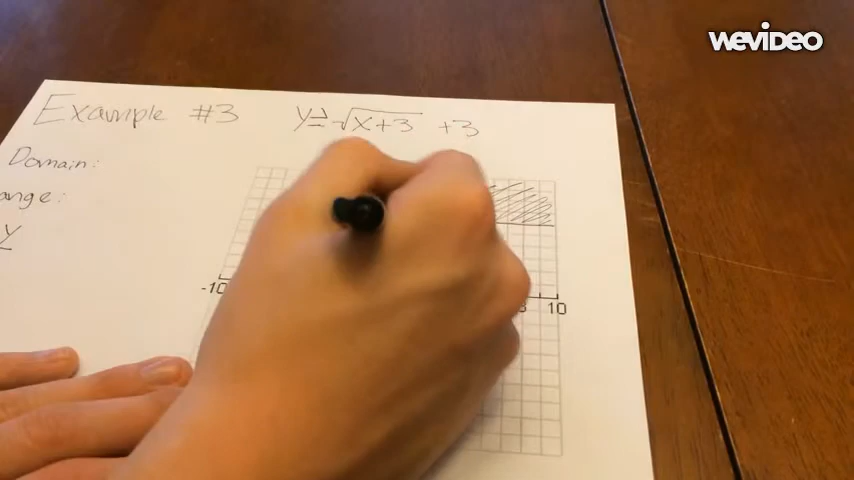 wevideo
Example #3 y≥√x+3 +3
Domain:
ange:
y
-10 10